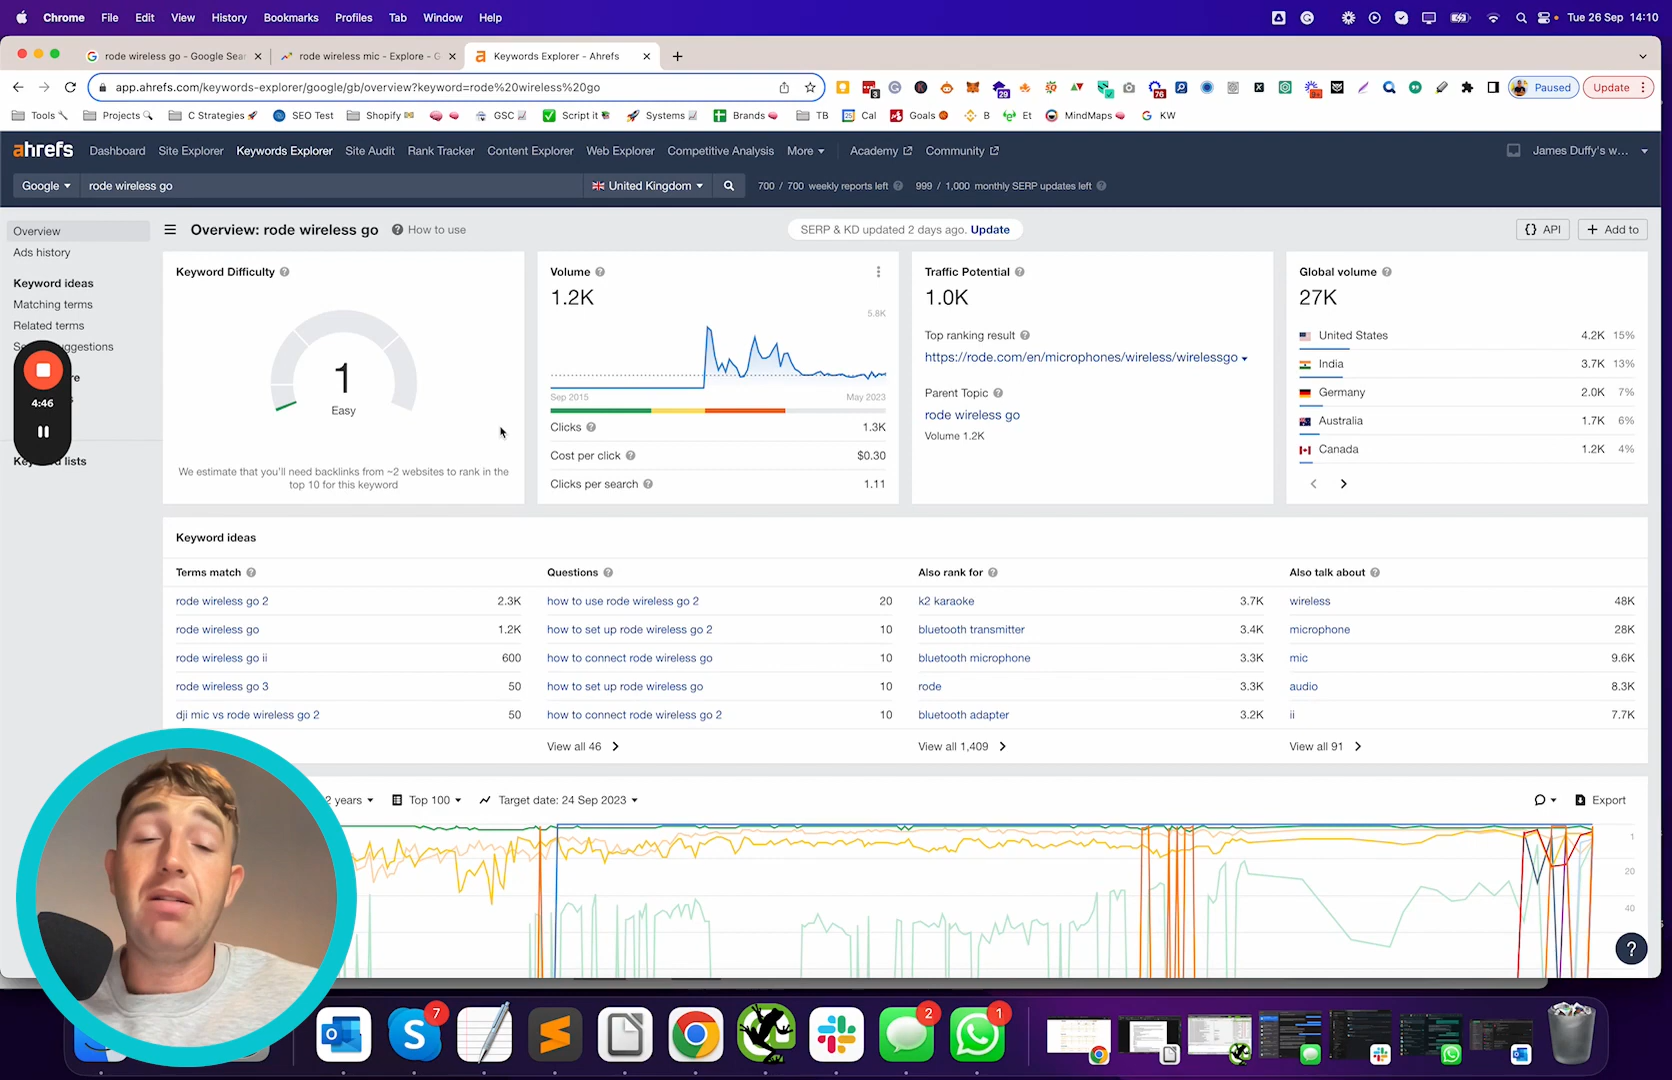 Chrome File Edit View History Bookmarks Profiles Tab Window Help
Tue 26 Sep 14:10
rode wireless go - Google Sear
rode wireless mic - Explore - G
Keywords Explorer - Ahrefs
app.ahrefs.com/keywords-explorer/google/gb/overview?keyword=rode%20wireless%20go
Paused
Update
Tools
Projects
C Strategies
SEO Test
Shopify
GSC
Script it
Systems
Brands
TB
Cal
Goals
B
Et
MindMaps
KW
ahrefs
Dashboard
Site Explorer
Keywords Explorer
Site Audit
Rank Tracker
Content Explorer
Web Explorer
Competitive Analysis
More
Academy
Community
James Duffy's w...
Google
rode wireless go
United Kingdom
700 / 700 weekly reports left
999 / 1,000 monthly SERP updates left
Overview
Ads history
Keyword ideas
Matching terms
Related terms
4:46
Overview: rode wireless go
How to use
SERP & KD updated 2 days ago. Update
{} API
+ Add to
Keyword Difficulty
1
Easy
We estimate that you'll need backlinks from ~2 websites to rank in the
top 10 for this keyword
Volume
1.2K
5.8K
Sep 2015
May 2023
Clicks 1.3K
Cost per click $0.30
Clicks per search 1.11
Traffic Potential
1.0K
Top ranking result
https://rode.com/en/microphones/wireless/wirelessgo
Parent Topic
rode wireless go
Volume 1.2K
Global volume
27K
United States 4.2K 15%
India 3.7K 13%
Germany 2.0K 7%
Australia 1.7K 6%
Canada 1.2K 4%
Keyword ideas
Terms match
rode wireless go 2 2.3K
rode wireless go 1.2K
rode wireless go ii 600
rode wireless go 3 50
dji mic vs rode wireless go 2 50
Questions
how to use rode wireless go 2 20
how to set up rode wireless go 2 10
how to connect rode wireless go 10
how to set up rode wireless go 10
how to connect rode wireless go 2 10
View all 46
Also rank for
k2 karaoke 3.7K
bluetooth transmitter 3.4K
bluetooth microphone 3.3K
rode 3.3K
bluetooth adapter 3.2K
View all 1,409
Also talk about
wireless 48K
microphone 28K
mic 9.6K
audio 8.3K
ii 7.7K
View all 91
2 years
Top 100
Target date: 24 Sep 2023
Export
1
20
40
?
7
2
1